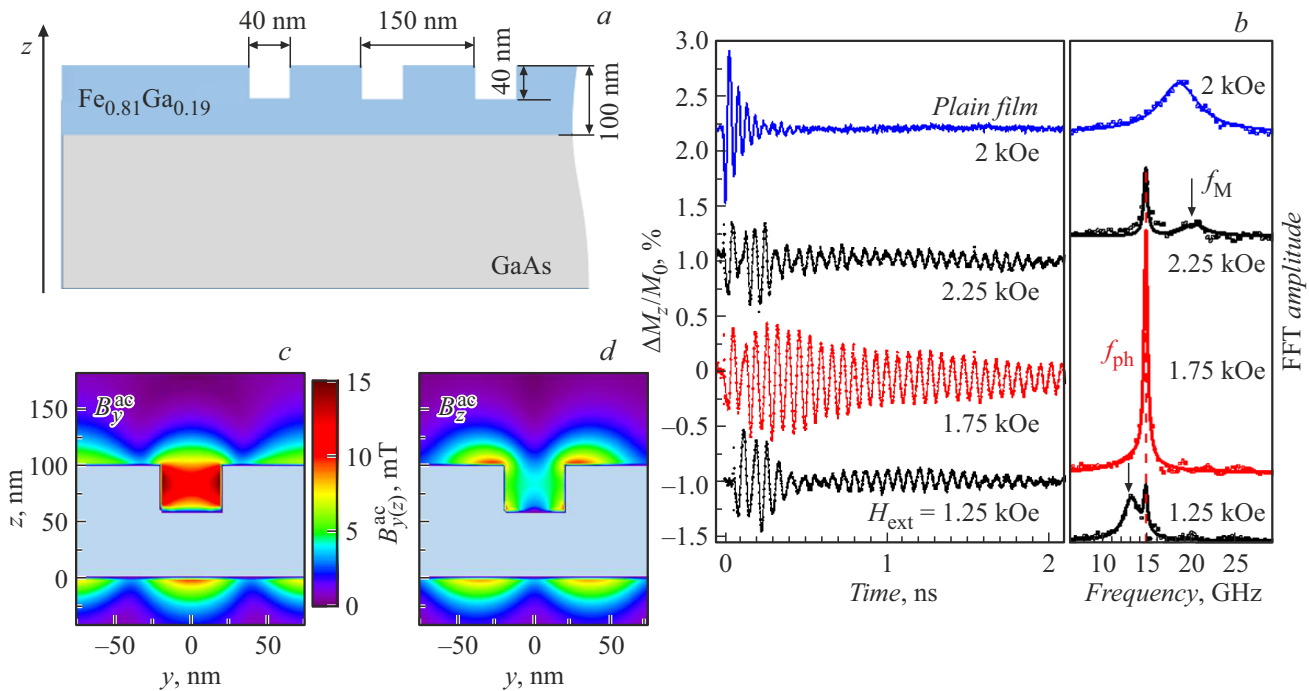 a
z
40 nm
150 nm
40 nm
100 nm
Fe0.81Ga0.19
GaAs
b
3.0
2.5
2.0
1.5
1.0
0.5
0
–0.5
–1.0
–1.5
ΔMz/M0, %
Plain film
2 kOe
2.25 kOe
1.75 kOe
Hext = 1.25 kOe
0
1
2
Time, ns
2 kOe
fM
2.25 kOe
fph
1.75 kOe
1.25 kOe
10
15
20
25
Frequency, GHz
FFT amplitude
c
Byac
150
100
50
0
z, nm
–50
0
50
y, nm
15
10
5
0
By(z)ac, mT
d
Bzac
–50
0
50
y, nm